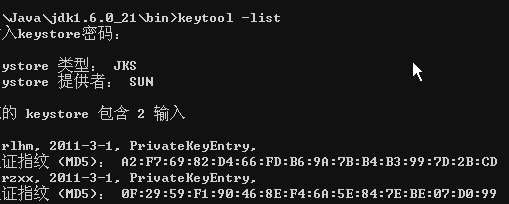 \Java\jdk1.6.0_21\bin>keytool -list
入keystore密码：
ystore 类型： JKS
ystore 提供者： SUN
的 keystore 包含 2 输入
rlhm, 2011-3-1, PrivateKeyEntry,
证指纹 (MD5)： A2:F7:69:82:D4:66:FD:B6:9A:7B:B4:B3:99:7D:2B:CD
rzxx, 2011-3-1, PrivateKeyEntry,
证指纹 (MD5)： 0F:29:59:F1:90:46:8E:F4:6A:5E:84:7E:BE:07:D0:99